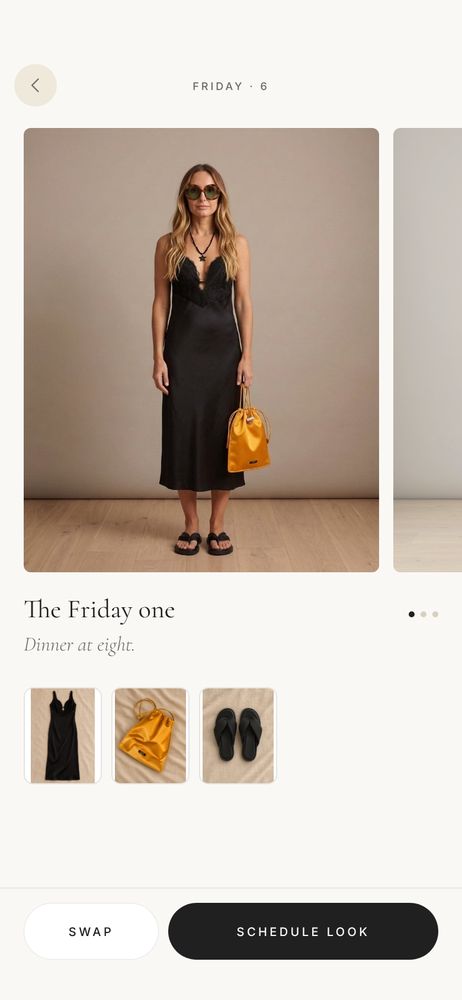 FRIDAY · 6
The Friday one
Dinner at eight.
SWAP
SCHEDULE LOOK